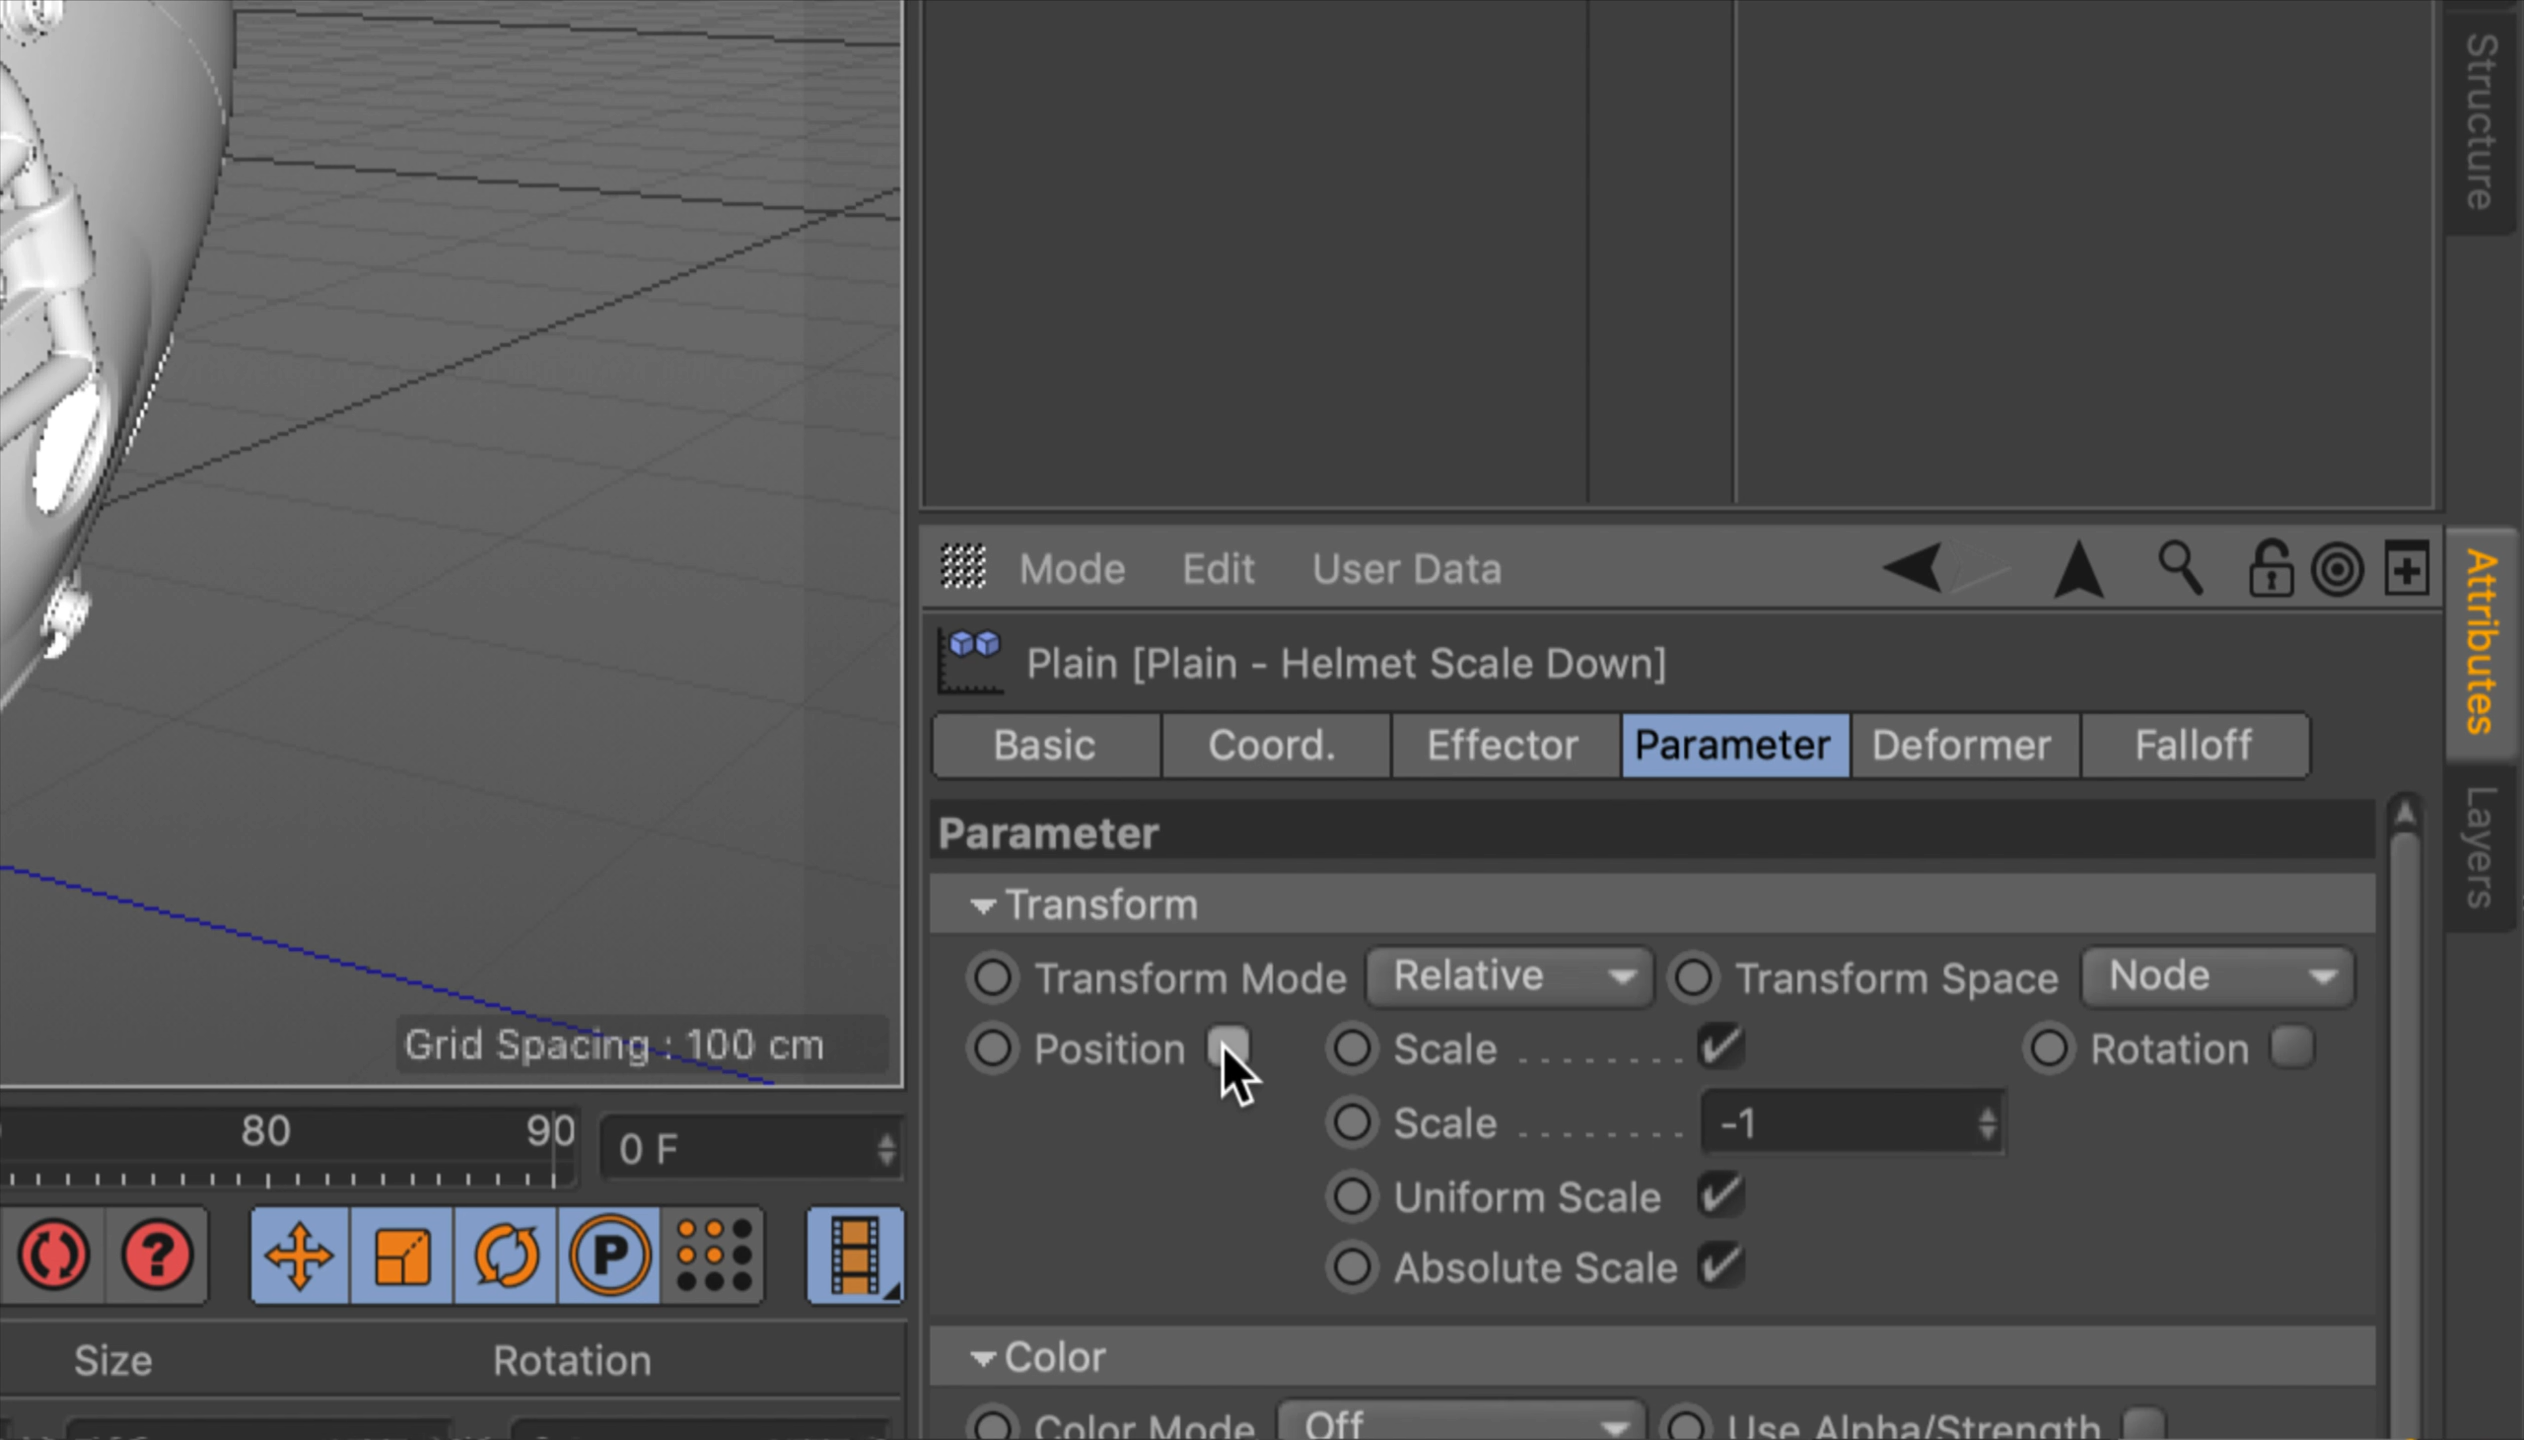 Structure
Mode Edit User Data
Attributes
Plain [Plain - Helmet Scale Down]
Basic Coord. Effector Parameter Deformer Falloff
Layers
Parameter
Transform
Transform Mode Relative Transform Space Node
Position Scale Rotation
Scale -1
Uniform Scale
Absolute Scale
Color
Color Mode Off Use Alpha/Strength
Grid Spacing : 100 cm
80 90 0 F
? P
Size Rotation